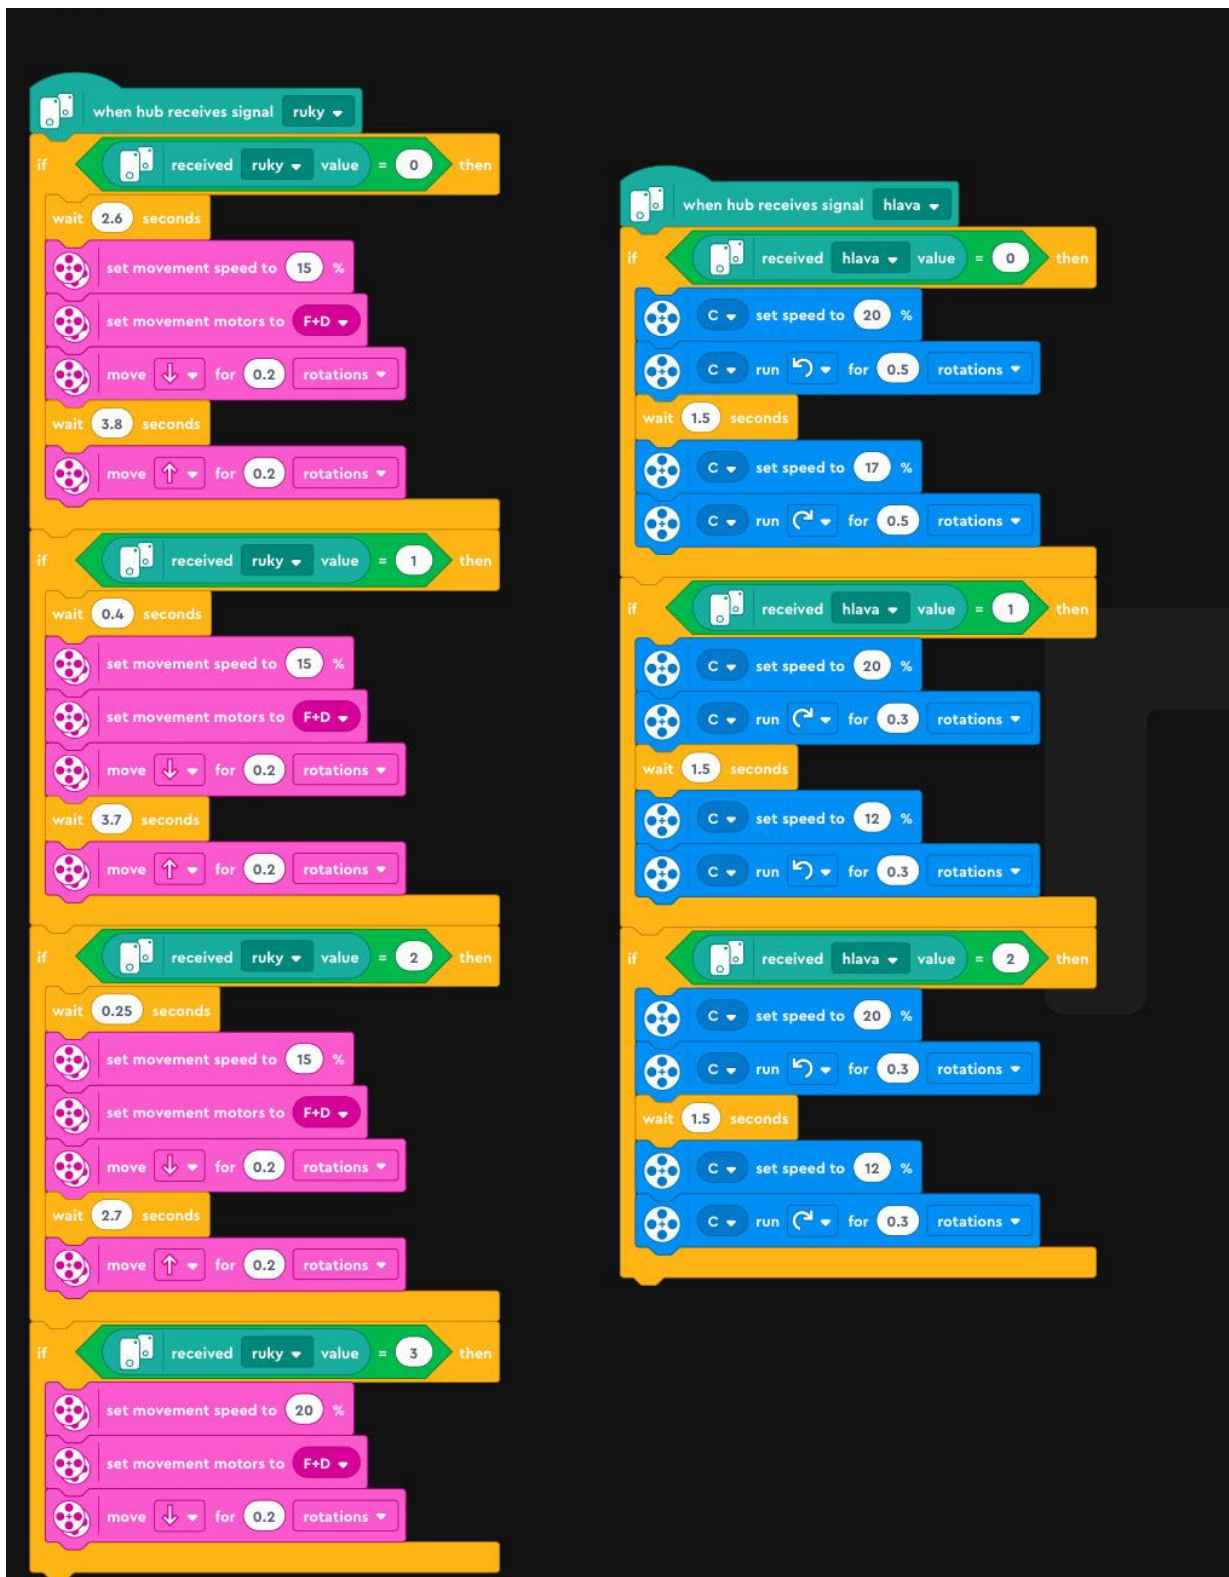 when hub receives signal ruky
if received ruky value = 0 then
wait 2.6 seconds
set movement speed to 15 %
set movement motors to F+D
move for 0.2 rotations
wait 3.8 seconds
move for 0.2 rotations
if received ruky value = 1 then
wait 0.4 seconds
set movement speed to 15 %
set movement motors to F+D
move for 0.2 rotations
wait 3.7 seconds
move for 0.2 rotations
if received ruky value = 2 then
wait 0.25 seconds
set movement speed to 15 %
set movement motors to F+D
move for 0.2 rotations
wait 2.7 seconds
move for 0.2 rotations
if received ruky value = 3 then
set movement speed to 20 %
set movement motors to F+D
move for 0.2 rotations
when hub receives signal hlava
if received hlava value = 0 then
C set speed to 20 %
C run for 0.5 rotations
wait 1.5 seconds
C set speed to 17 %
C run for 0.5 rotations
if received hlava value = 1 then
C set speed to 20 %
C run for 0.3 rotations
wait 1.5 seconds
C set speed to 12 %
C run for 0.3 rotations
if received hlava value = 2 then
C set speed to 20 %
C run for 0.3 rotations
wait 1.5 seconds
C set speed to 12 %
C run for 0.3 rotations